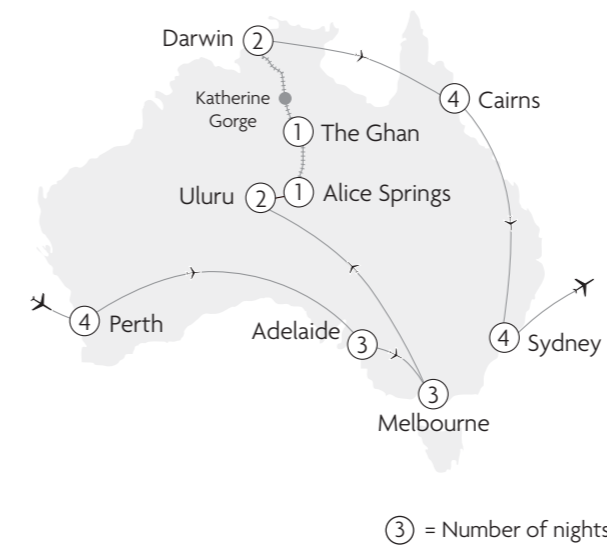 Darwin 2
4 Cairns
Katherine
Gorge
1 The Ghan
Uluru 2
1 Alice Springs
4 Perth
Adelaide 3
4 Sydney
3
Melbourne
3 = Number of nights